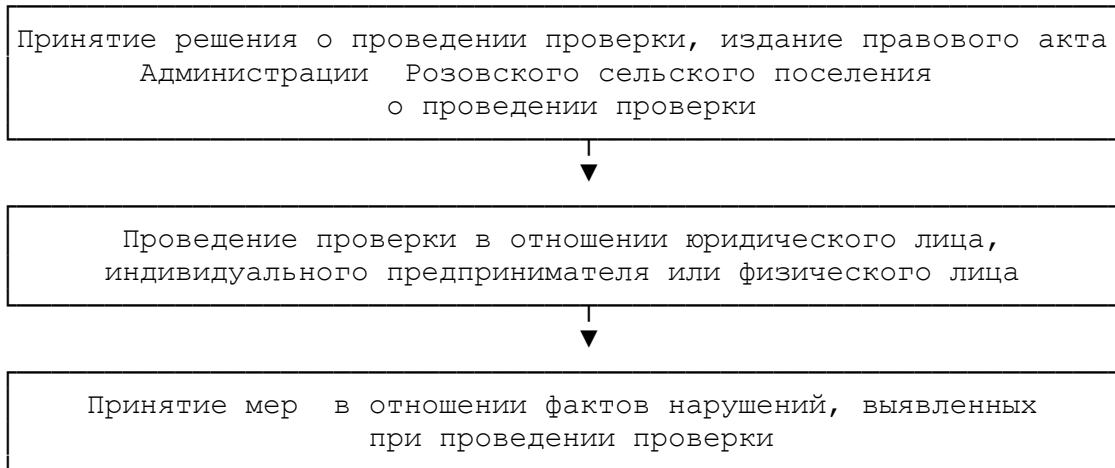 Принятие решения о проведении проверки, издание правового акта
Администрации Розовского сельского поселения
о проведении проверки
Проведение проверки в отношении юридического лица,
индивидуального предпринимателя или физического лица
Принятие мер в отношении фактов нарушений, выявленных
при проведении проверки